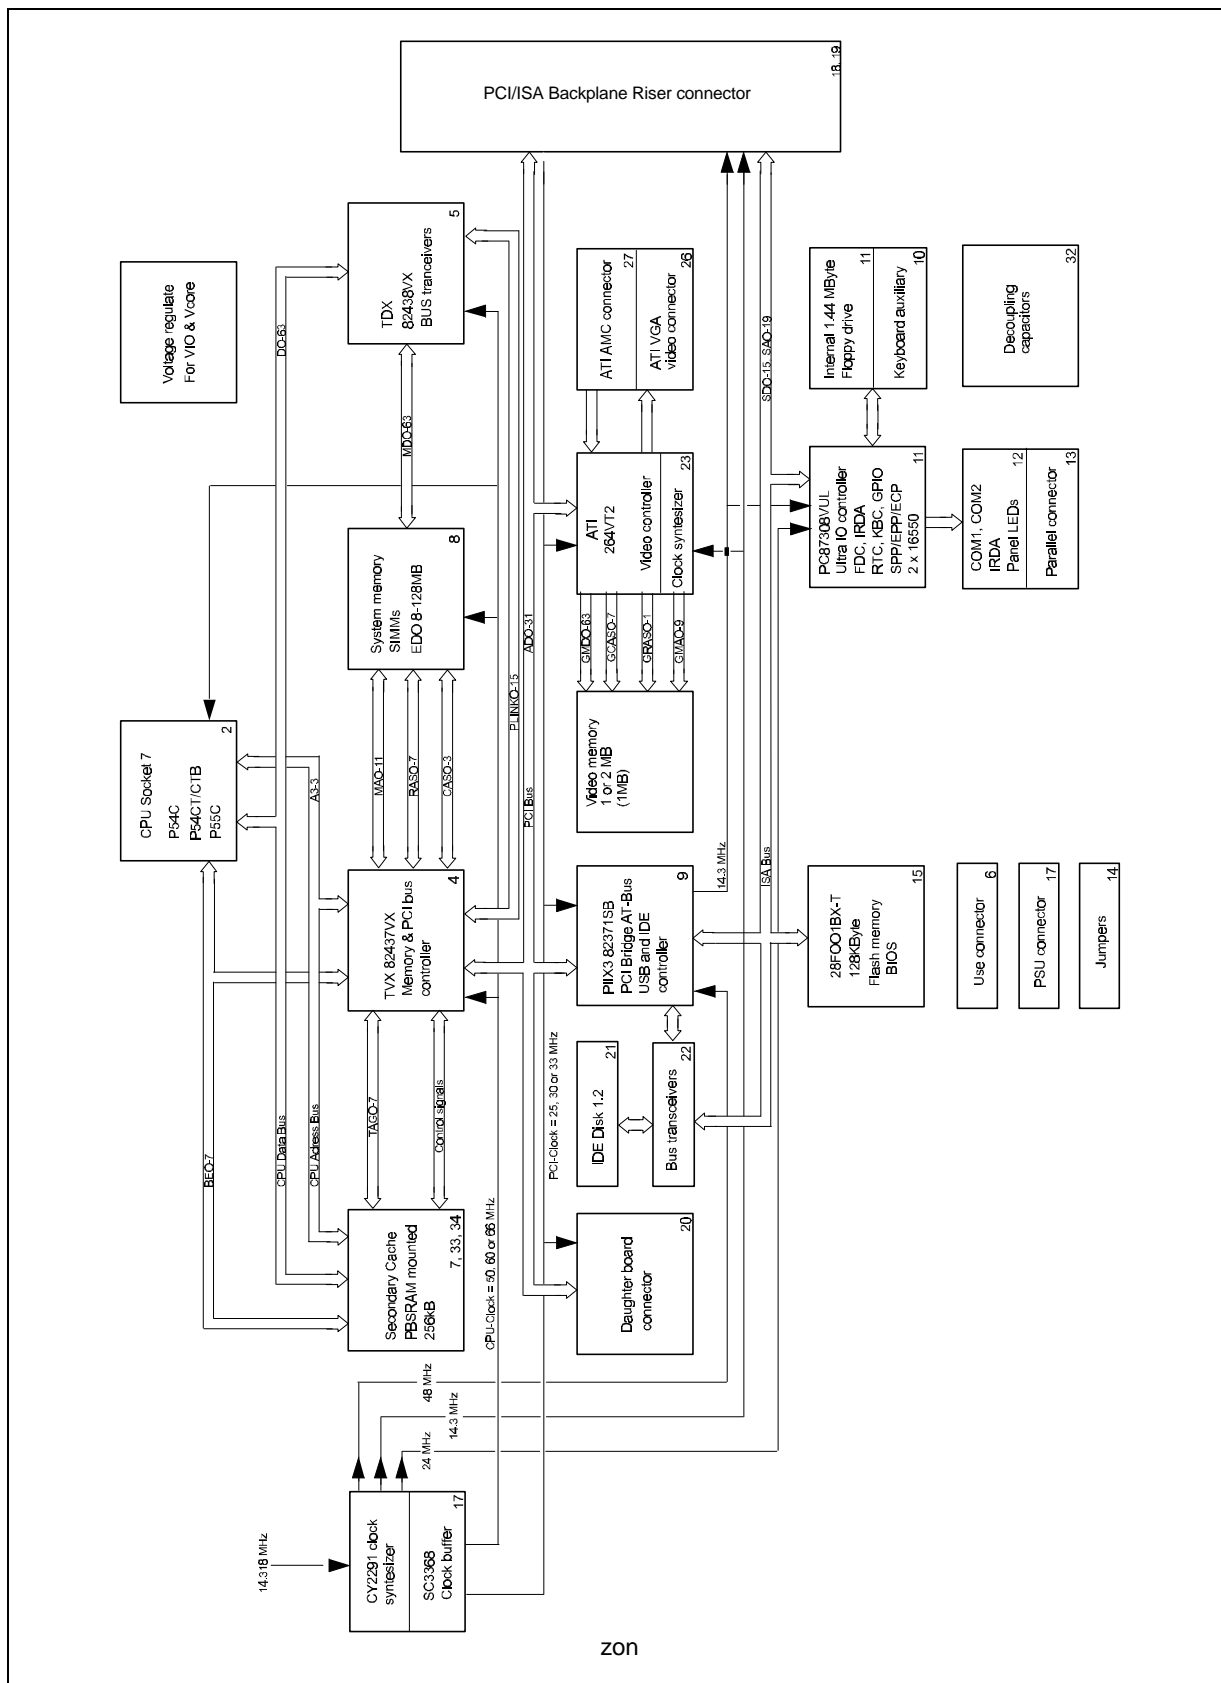 PCI/ISA Backplane Riser connector
18, 19
Voltage regulate
For VIO & Vcore
TDX
82438VX
BUS tranceivers
5
DO-63
MDO-63
CPU Socket 7
P54C
P54CT/CTB
P55C
2
System memory
SIMMs
EDO 8-128MB
8
A3-3
MAO-11
RASO-7
CASO-3
TVX 82437VX
Memory & PCI bus
controller
4
BEO-7
CPU Data Bus
CPU Adress Bus
TAGO-7
Control signals
Secondary Cache
PBSRAM mounted
256kB
7, 33, 34
PLINKO-15
ADO-31
PCI Bus
CPU-Clock = 50, 60 or 66 MHz
PCI-Clock = 25, 30 or 33 MHz
ATI AMC connector
27
ATI VGA
video connector
26
ATI
264VT2
Video controller
Clock syntesizer
23
GMDO-63
GCASO-7
GRASO-1
GMAO-9
Video memory
1 or 2 MB
(1MB)
PIIX3 82371SB
PCI Bridge AT-Bus
USB and IDE
controller
9
14.3 MHz
IDE Disk 1.2
21
Bus transceivers
22
Daughter board
connector
20
SDO-15, SAO-19
ISA Bus
Internal 1.44 MByte
Floppy drive
11
Keyboard auxiliary
10
Decoupling
capacitors
32
PC87308VUL
Ultra IO controller
FDC, IRDA
RTC, KBC, GPIO
SPP/EPP/ECP
2 x 16550
11
COM1, COM2
IRDA
Panel LEDs
12
Parallel connector
13
28FOO1BX-T
128KByte
Flash memory
BIOS
15
Use connector
6
PSU connector
17
Jumpers
14
48 MHz
14.3 MHz
24 MHz
14.318 MHz
CY2291 clock
syntesizer
SC3368
Clock buffer
17
zon